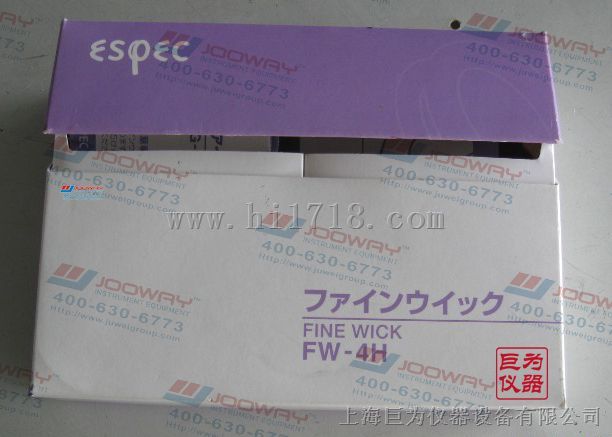 espec
JOOWAY™
INSTRUMENT EQUIPMENT
400-630-6773
http://www.juweigroup.com/
www.hi1718.com
ファインウイック
FINE WICK
FW-4H
巨为
仪器
上海巨为仪器设备有限公司